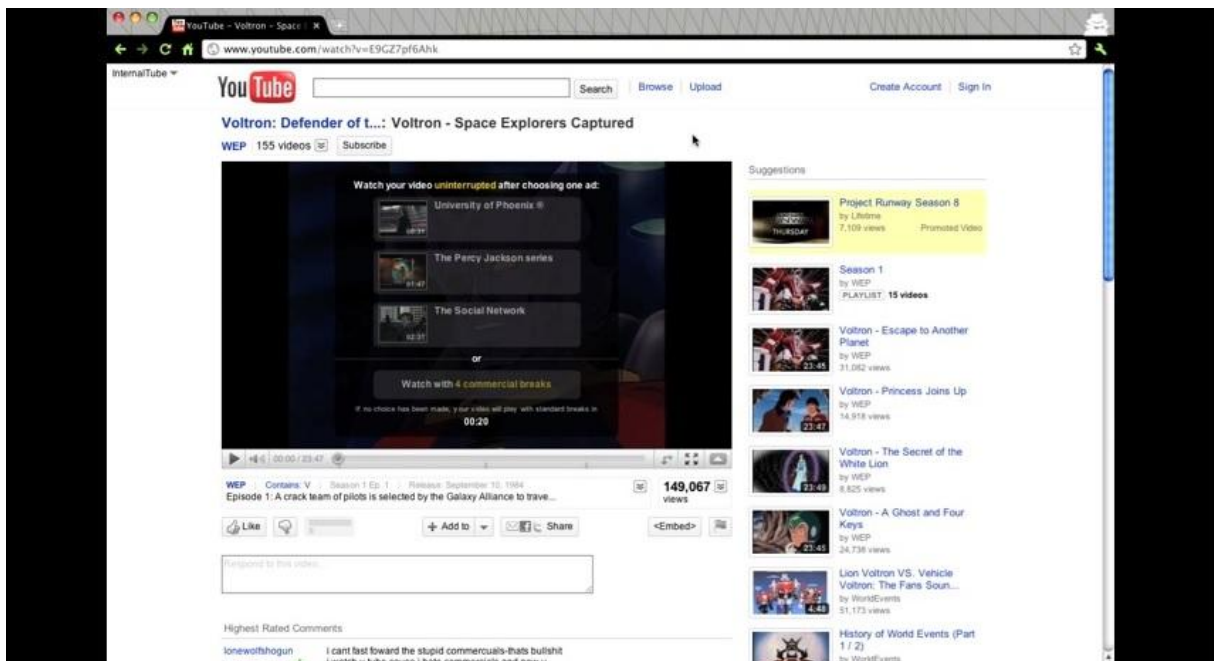 YouTube - Voltron - Space
www.youtube.com/watch?v=E9GZ7pf6Ahk
InternalTube
YouTube
Search
Browse
Upload
Create Account
Sign In
Voltron: Defender of t...: Voltron - Space Explorers Captured
WEP 155 videos Subscribe
Watch your video uninterrupted after choosing one ad:
University of Phoenix ®
00:31
The Percy Jackson series
01:47
The Social Network
02:31
or
Watch with 4 commercial breaks
If no choice has been made, your video will play with standard breaks in
00:20
00:00 / 23:47
WEP Contains: V Season 1 Ep. 1 Release: September 10, 1984
Episode 1: A crack team of pilots is selected by the Galaxy Alliance to trave...
149,067
views
Like
Add to
Share
<Embed>
Respond to this video...
Highest Rated Comments
lonewolfshogun
i cant fast foward the stupid commercuals-thats bullshit
Suggestions
THURSDAY
Project Runway Season 8
by Lifetime
7,109 views
Promoted Video
Season 1
by WEP
PLAYLIST 15 videos
23:45
Voltron - Escape to Another
Planet
by WEP
31,082 views
23:47
Voltron - Princess Joins Up
by WEP
14,918 views
23:49
Voltron - The Secret of the
White Lion
by WEP
8,825 views
23:45
Voltron - A Ghost and Four
Keys
by WEP
24,738 views
4:48
Lion Voltron VS. Vehicle
Voltron: The Fans Soun...
by WorldEvents
51,173 views
History of World Events (Part
1 / 2)
by WorldEvents